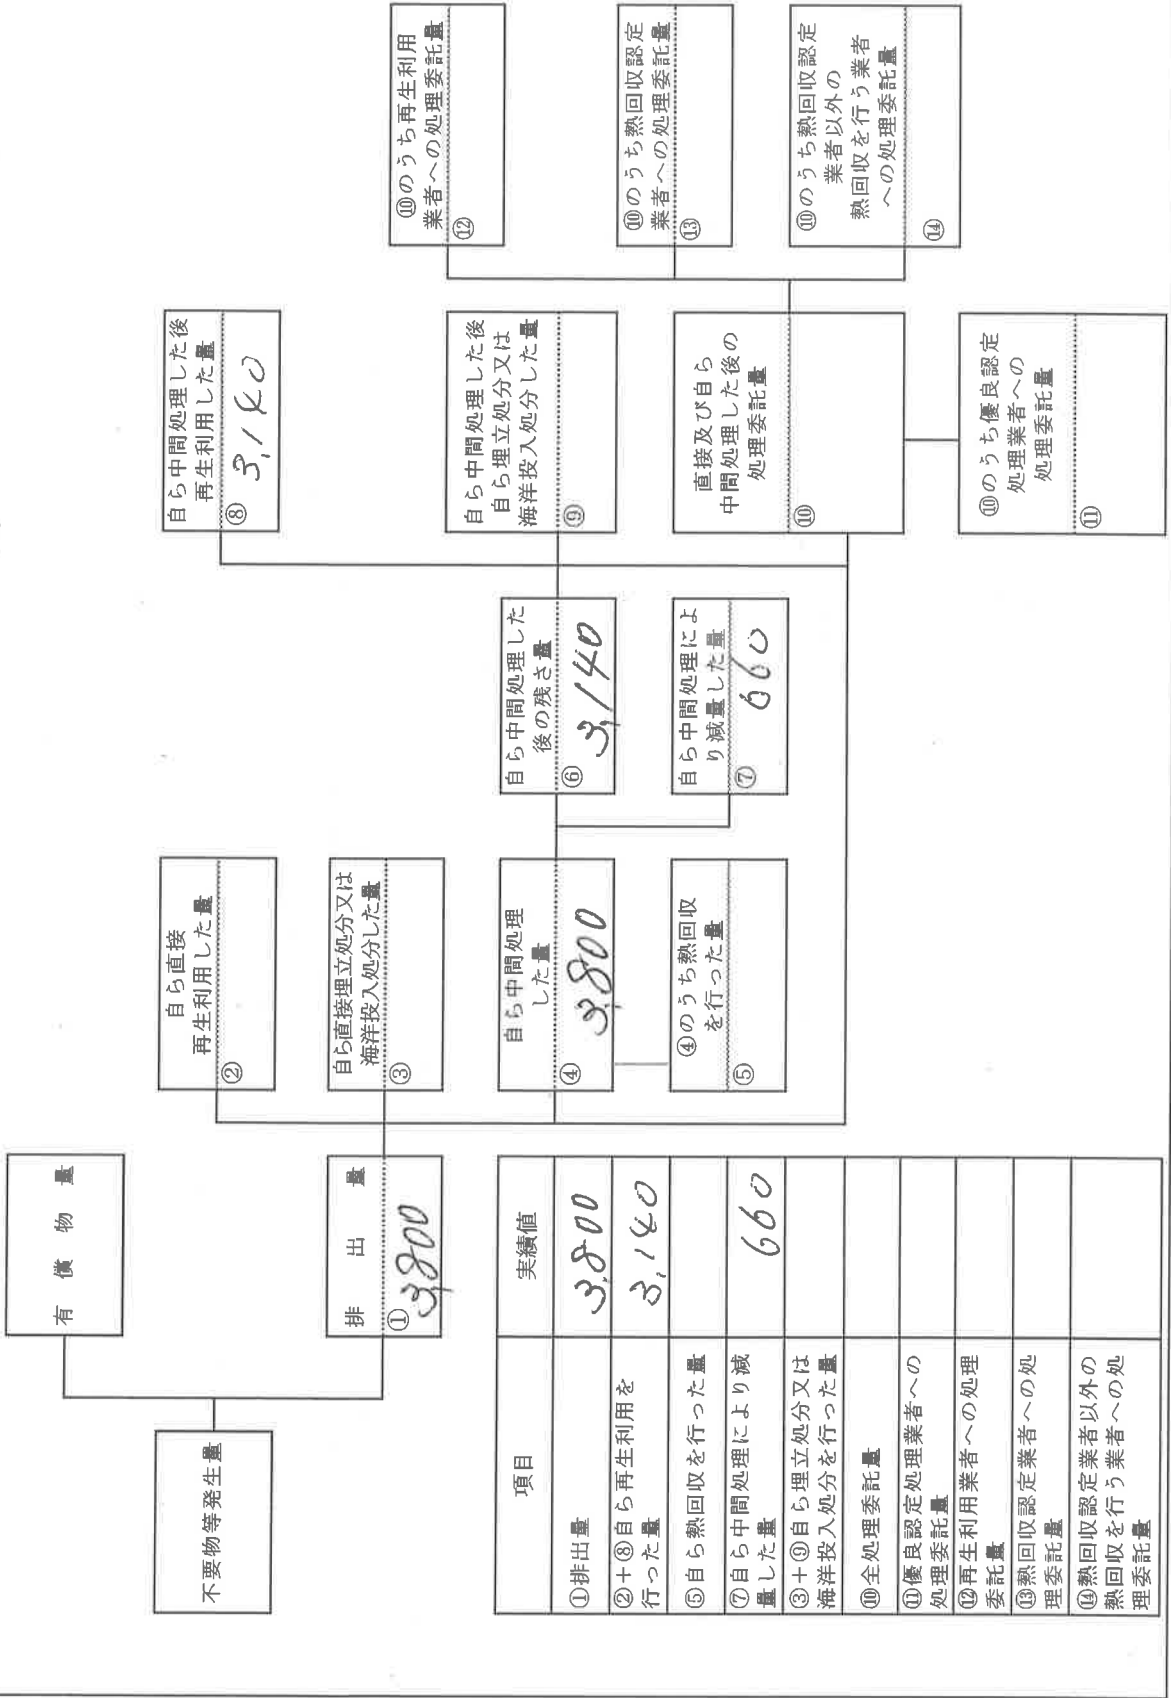 不要物等発生量
有償物量
排出量
①
3,800
自ら直接
再生利用した量
②
自ら直接埋立処分又は
海洋投入処分した量
③
自ら中間処理
した量
④
3,800
④のうち熱回収
を行った量
⑤
自ら中間処理した
後の残さ量
⑥
3,140
自ら中間処理によ
り減量した量
⑦
660
自ら中間処理した後
再生利用した量
⑧
3,140
自ら中間処理した後
自ら埋立処分又は
海洋投入処分した量
⑨
直接及び自ら
中間処理した後の
処理委託量
⑩
⑩のうち優良認定
処理業者への
処理委託量
⑪
⑩のうち再生利用
業者への処理委託量
⑫
⑩のうち熱回収認定
業者への処理委託量
⑬
⑩のうち熱回収認定
業者以外の
熱回収を行う業者
への処理委託量
⑭
項目 実績値
①排出量 3,800
②+⑧自ら再生利用を
行った量 3,140
⑤自ら熱回収を行った量
⑦自ら中間処理により減
量した量 660
③+⑨自ら埋立処分又は
海洋投入処分を行った量
⑩全処理委託量
⑪優良認定処理業者への
処理委託量
⑫再生利用業者への処理
委託量
⑬熱回収認定業者への処
理委託量
⑭熱回収認定業者以外の
熱回収を行う業者への処
理委託量